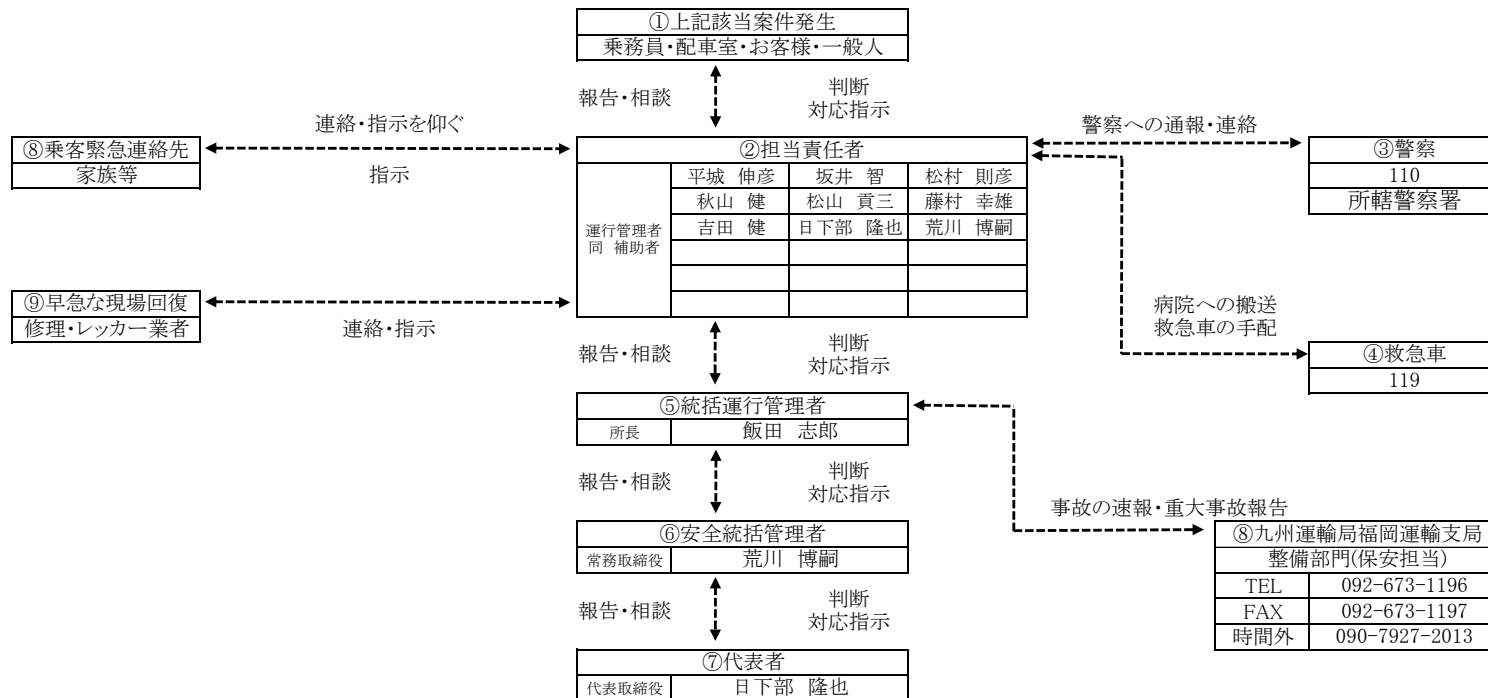 ①上記該当案件発生
乗務員・配車室・お客様・一般人
報告・相談
判断
対応指示
連絡・指示を仰ぐ
指示
⑧乗客緊急連絡先
家族等
②担当責任者
運行管理者
同 補助者
平城 伸彦 坂井 智 松村 則彦
秋山 健 松山 貢三 藤村 幸雄
吉田 健 日下部 隆也 荒川 博嗣
警察への通報・連絡
③警察
110
所轄警察署
⑨早急な現場回復
修理・レッカー業者
連絡・指示
病院への搬送
救急車の手配
④救急車
119
報告・相談
判断
対応指示
⑤統括運行管理者
所長 飯田 志郎
報告・相談
判断
対応指示
事故の速報・重大事故報告
⑥安全統括管理者
常務取締役 荒川 博嗣
⑧九州運輸局福岡運輸支局
整備部門(保安担当)
TEL 092-673-1196
FAX 092-673-1197
時間外 090-7927-2013
報告・相談
判断
対応指示
⑦代表者
代表取締役 日下部 隆也